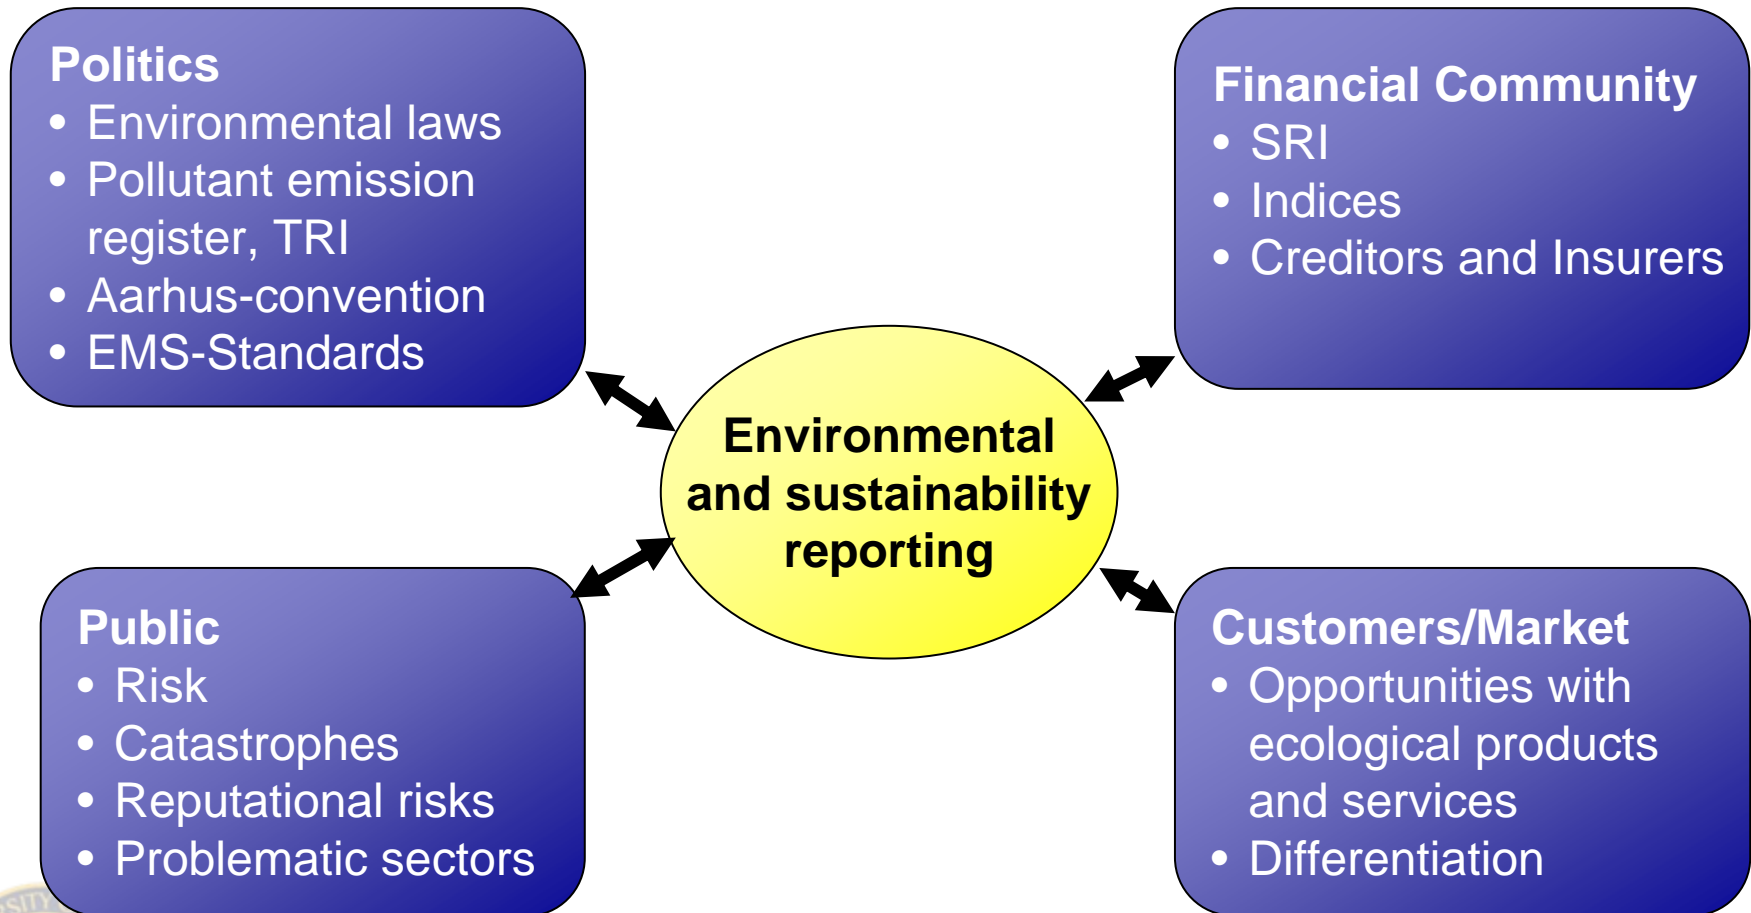 Politics
• Environmental laws
• Pollutant emission
register, TRI
• Aarhus-convention
• EMS-Standards
Financial Community
• SRI
• Indices
• Creditors and Insurers
Environmental
and sustainability
reporting
Public
• Risk
• Catastrophes
• Reputational risks
• Problematic sectors
Customers/Market
• Opportunities with
ecological products
and services
• Differentiation